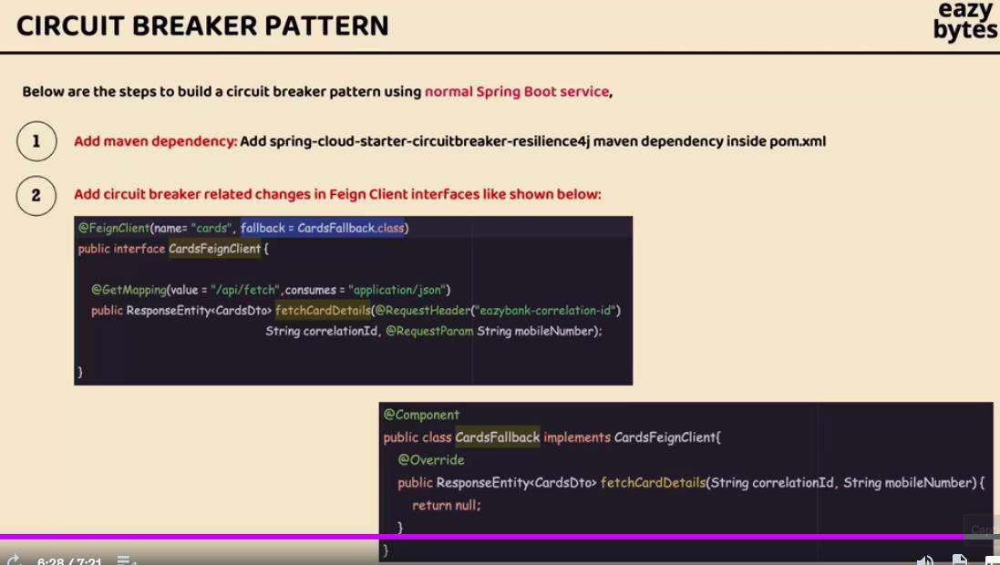 CIRCUIT BREAKER PATTERN
eazy
bytes
Below are the steps to build a circuit breaker pattern using normal Spring Boot service,
1
Add maven dependency: Add spring-cloud-starter-circuitbreaker-resilience4j maven dependency inside pom.xml
2
Add circuit breaker related changes in Feign Client interfaces like shown below:
@FeignClient(name= "cards", fallback = CardsFallback.class)
public interface CardsFeignClient {
@GetMapping(value = "/api/fetch",consumes = "application/json")
public ResponseEntity<CardsDto> fetchCardDetails(@RequestHeader("eazybank-correlation-id")
String correlationId, @RequestParam String mobileNumber);
}
@Component
public class CardsFallback implements CardsFeignClient{
@Override
public ResponseEntity<CardsDto> fetchCardDetails(String correlationId, String mobileNumber) {
return null;
}
}
6:28 / 7:21